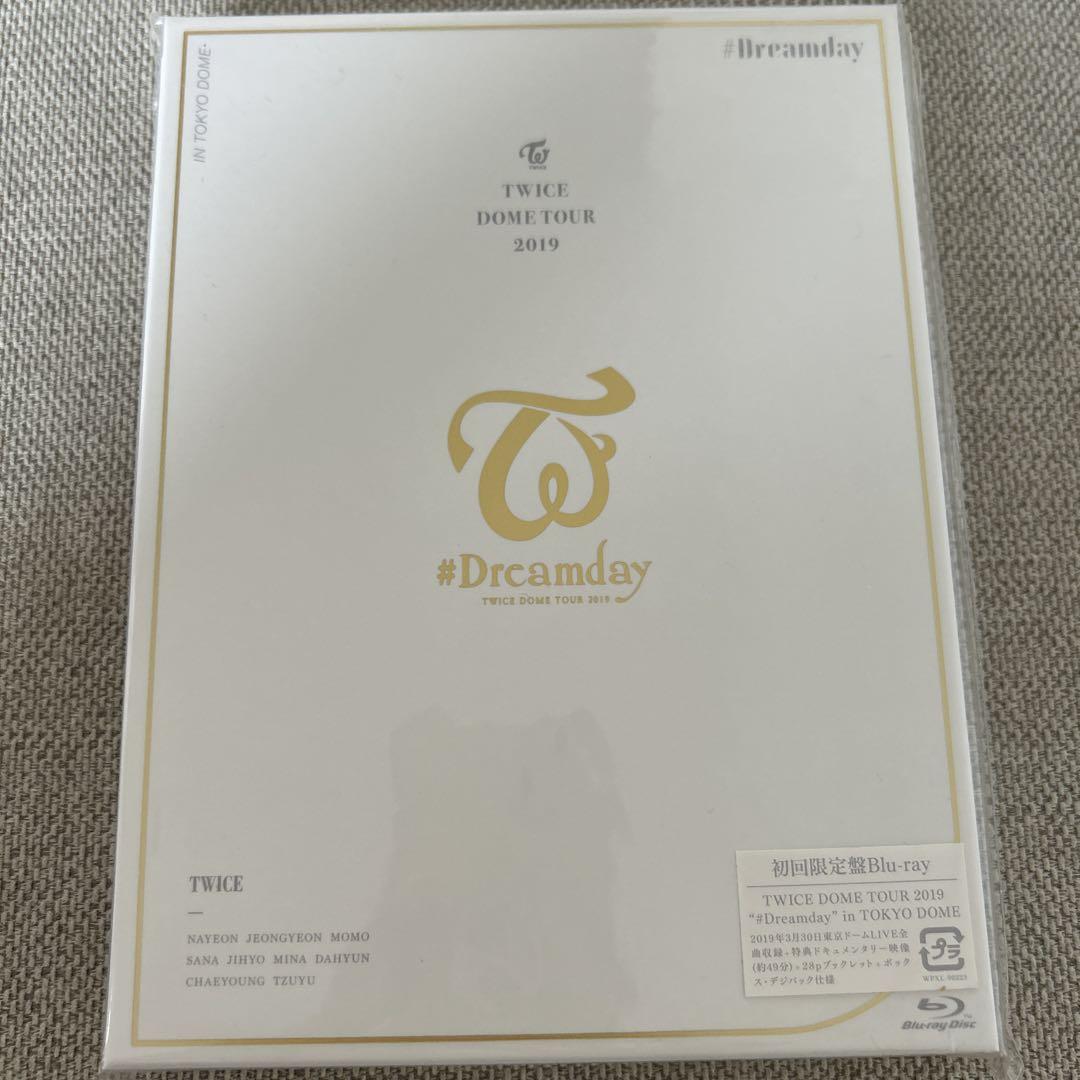 IN TOKYO DOME
#Dreamday
TWICE
TWICE
DOME TOUR
2019
#Dreamday
TWICE DOME TOUR 2019
TWICE
NAYEON JEONGYEON MOMO
SANA JIHYO MINA DAHYUN
CHAEYOUNG TZUYU
初回限定盤Blu-ray
TWICE DOME TOUR 2019
“#Dreamday” in TOKYO DOME
2019年3月30日東京ドームLIVE全
曲収録+特典ドキュメンタリー映像
(約49分)+28pブックレット+ボック
ス・デジパック仕様
プラ
WPXL-90223
Blu-ray Disc